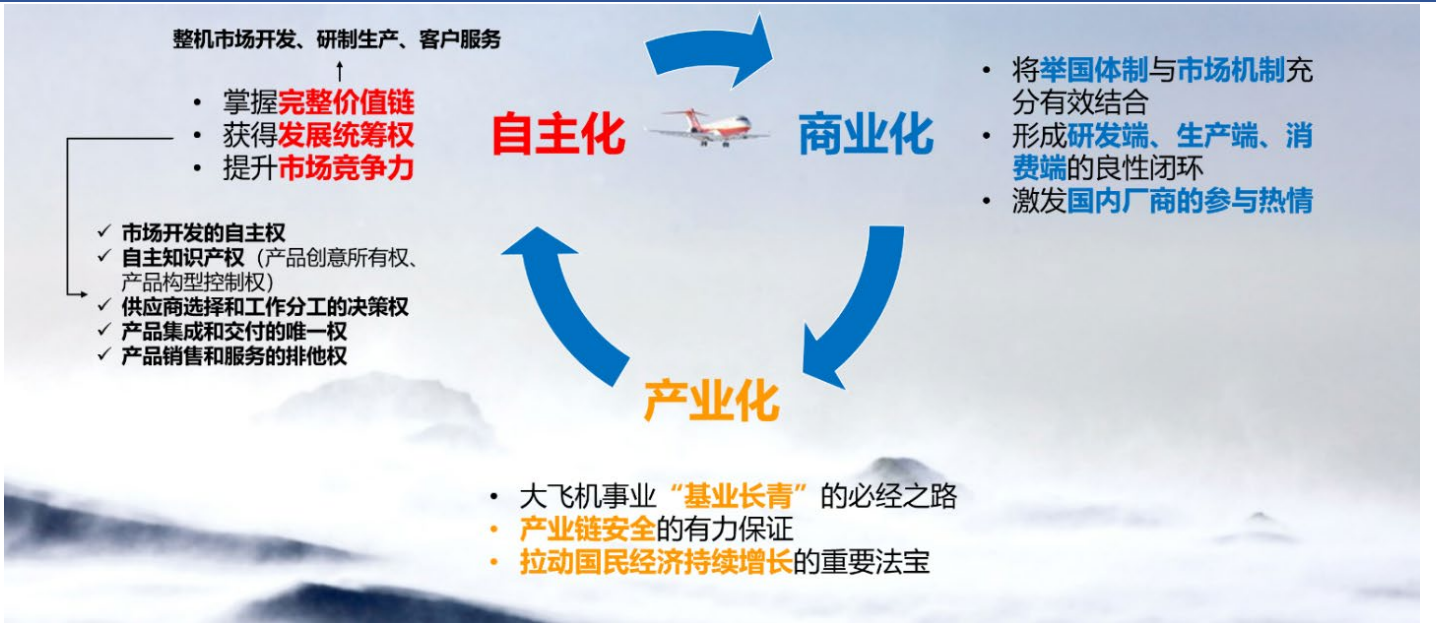 整机市场开发、研制生产、客户服务
• 掌握完整价值链
• 获得发展统筹权
• 提升市场竞争力
✓ 市场开发的自主权
✓ 自主知识产权（产品创意所有权、
产品构型控制权）
✓ 供应商选择和工作分工的决策权
✓ 产品集成和交付的唯一权
✓ 产品销售和服务的排他权
自主化
商业化
• 将举国体制与市场机制充
分有效结合
• 形成研发端、生产端、消
费端的良性闭环
• 激发国内厂商的参与热情
产业化
• 大飞机事业“基业长青”的必经之路
• 产业链安全的有力保证
• 拉动国民经济持续增长的重要法宝